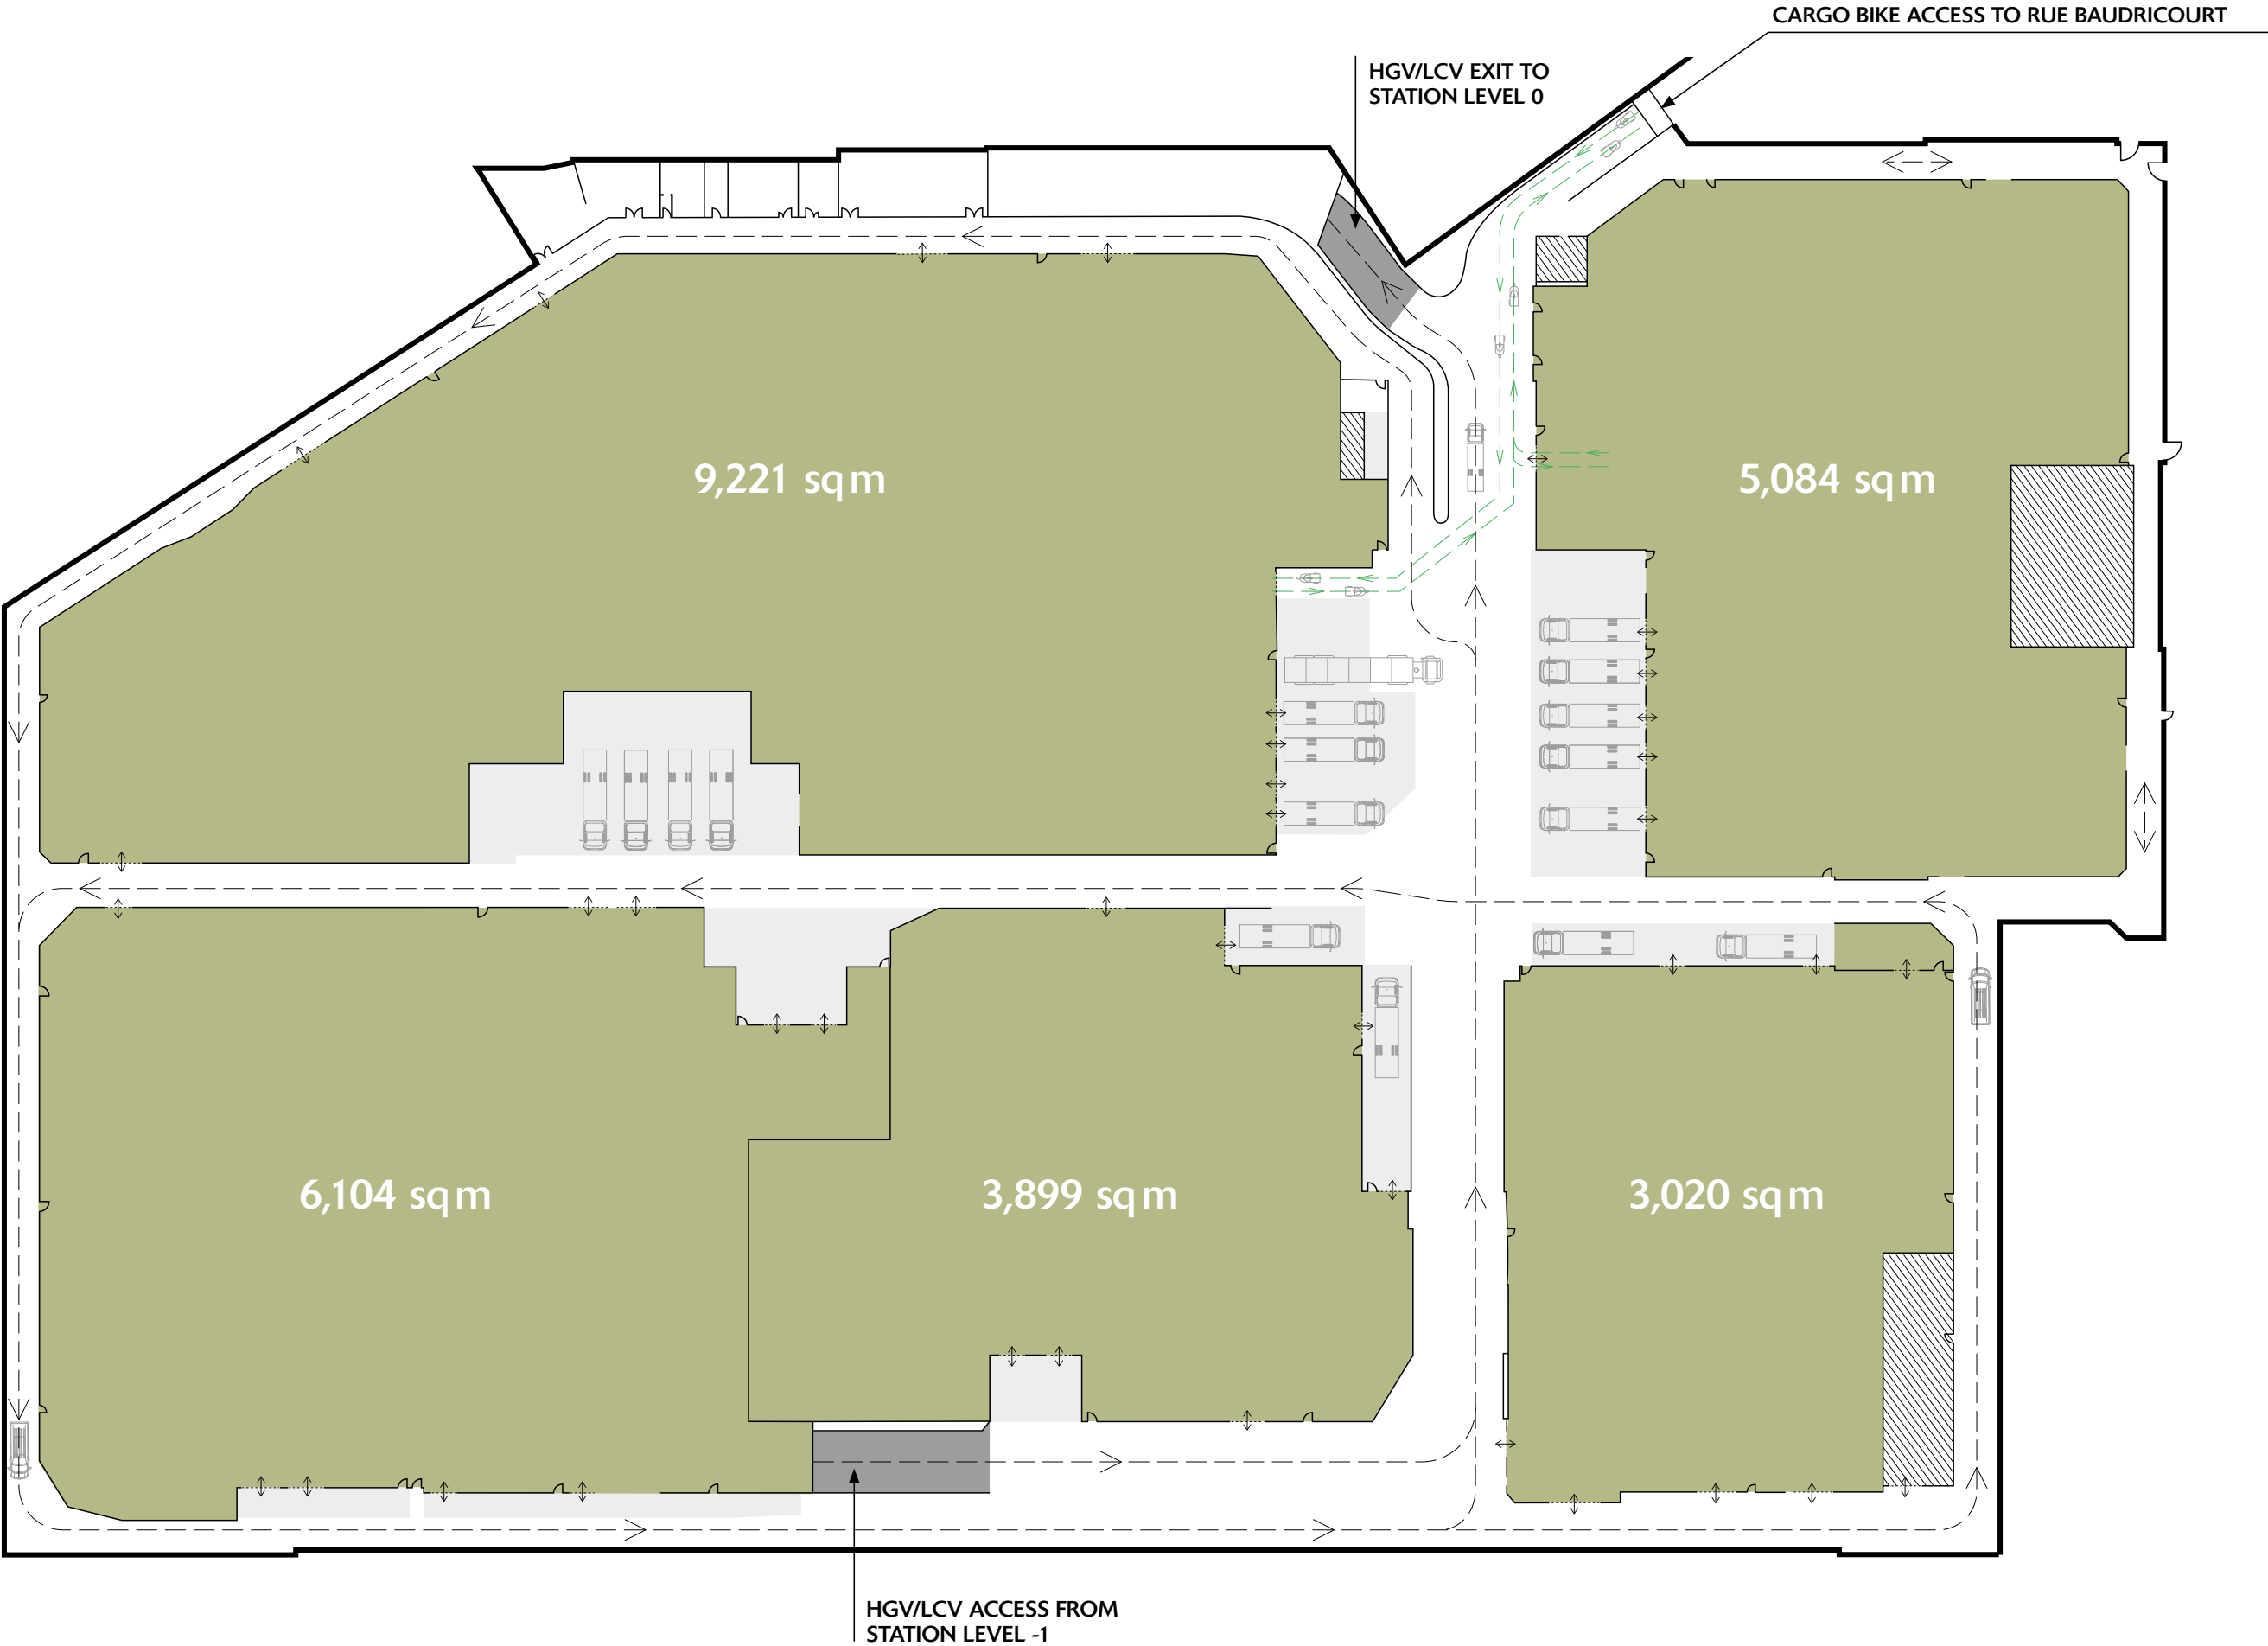 CARGO BIKE ACCESS TO RUE BAUDRICOURT
HGV/LCV EXIT TO
STATION LEVEL 0
9,221 sqm
5,084 sqm
6,104 sqm
3,899 sqm
3,020 sqm
HGV/LCV ACCESS FROM
STATION LEVEL -1